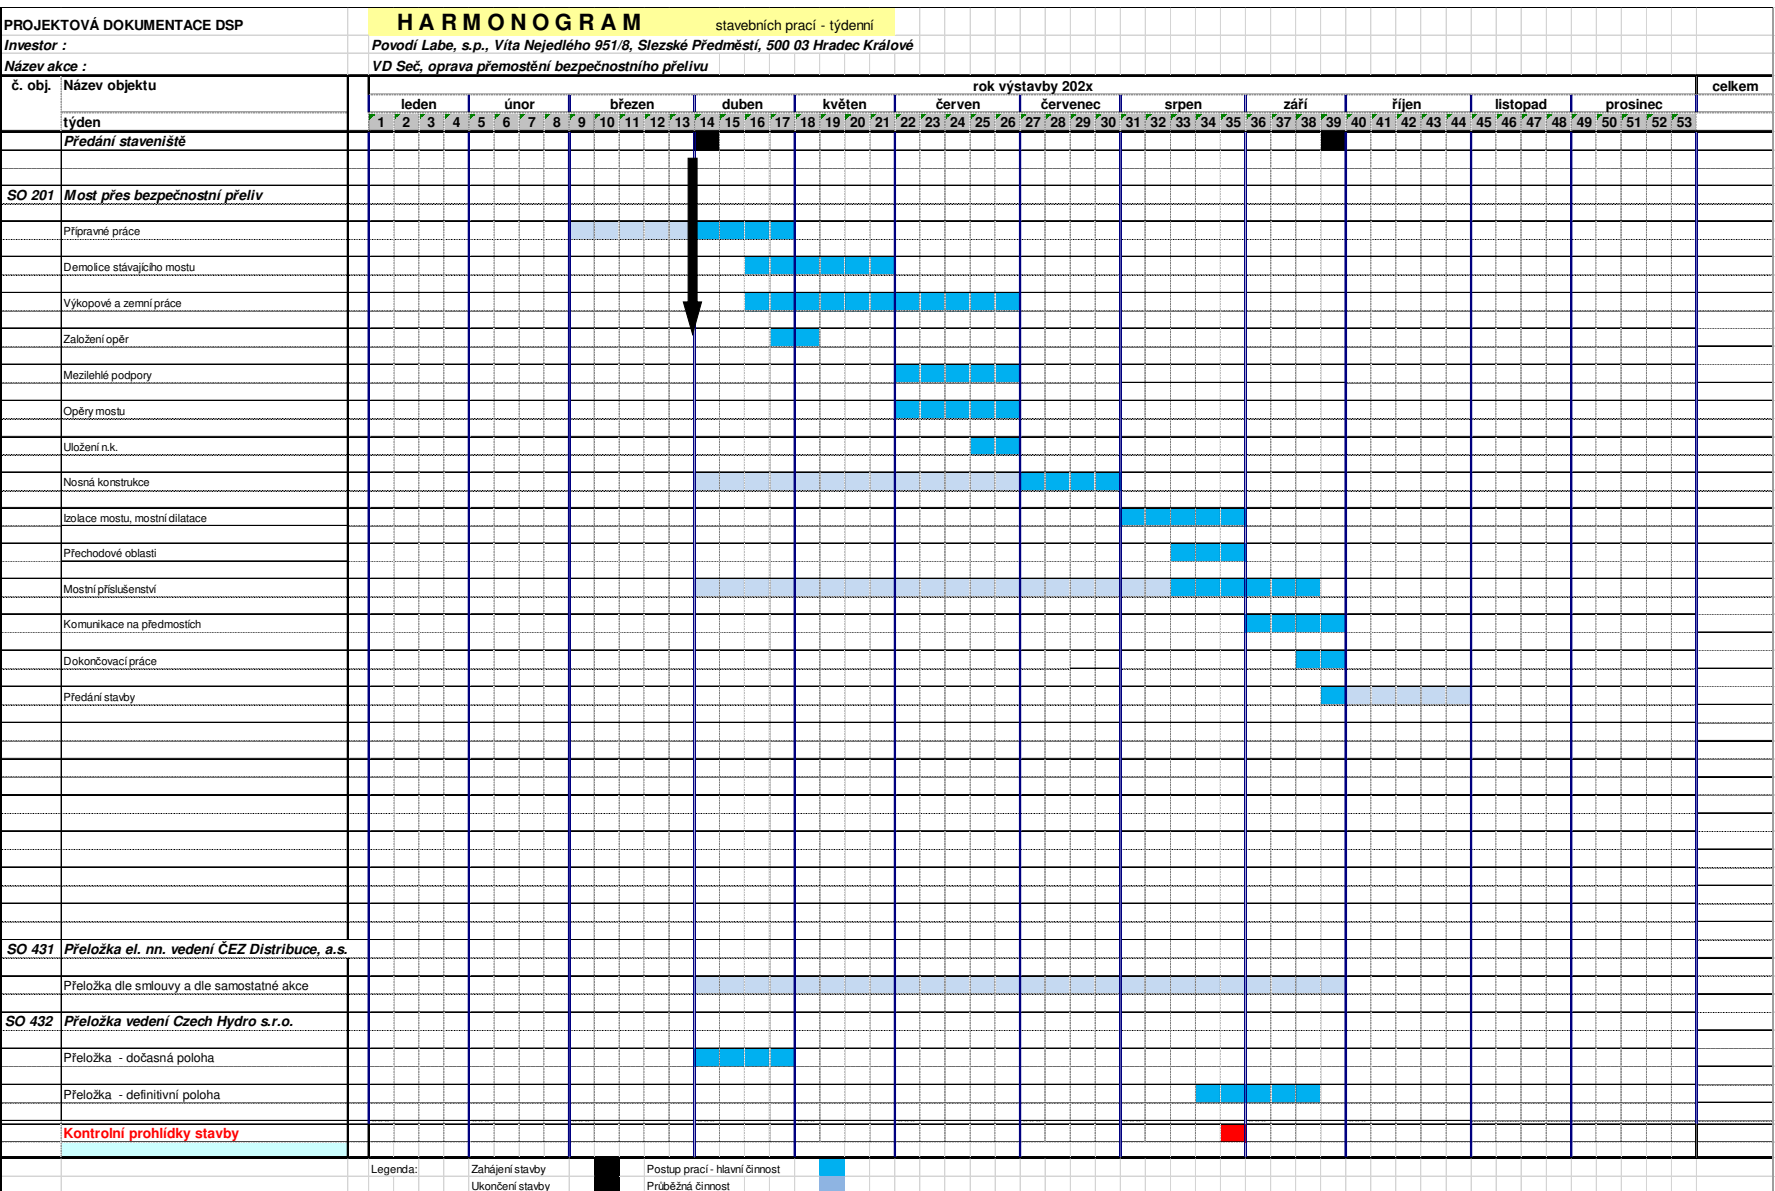 PROJEKTOVÁ DOKUMENTACE DSP HARMONOGRAM stavebních prací - týdenní
Investor : Povodí Labe, s.p., Víta Nejedlého 951/8, Slezské Předměstí, 500 03 Hradec Králové
Název akce : VD Seč, oprava přemostění bezpečnostního přelivu
č. obj. Název objektu rok výstavby 202x celkem
leden únor březen duben květen červen červenec srpen září říjen listopad prosinec
týden 1 2 3 4 5 6 7 8 9 10 11 12 13 14 15 16 17 18 19 20 21 22 23 24 25 26 27 28 29 30 31 32 33 34 35 36 37 38 39 40 41 42 43 44 45 46 47 48 49 50 51 52 53
Předání staveniště
SO 201 Most přes bezpečnostní přeliv
Přípravné práce
Demolice stávajícího mostu
Výkopové a zemní práce
Založení opěr
Mezilehlé podpory
Opěry mostu
Uložení n.k.
Nosná konstrukce
Izolace mostu, mostní dilatace
Přechodové oblasti
Mostní příslušenství
Komunikace na předmostích
Dokončovací práce
Předání stavby
SO 431 Přeložka el. nn. vedení ČEZ Distribuce, a.s.
Přeložka dle smlouvy a dle samostatné akce
SO 432 Přeložka vedení Czech Hydro s.r.o.
Přeložka - dočasná poloha
Přeložka - definitivní poloha
Kontrolní prohlídky stavby
Legenda: Zahájení stavby Postup prací - hlavní činnost
Ukončení stavby Průběžná činnost